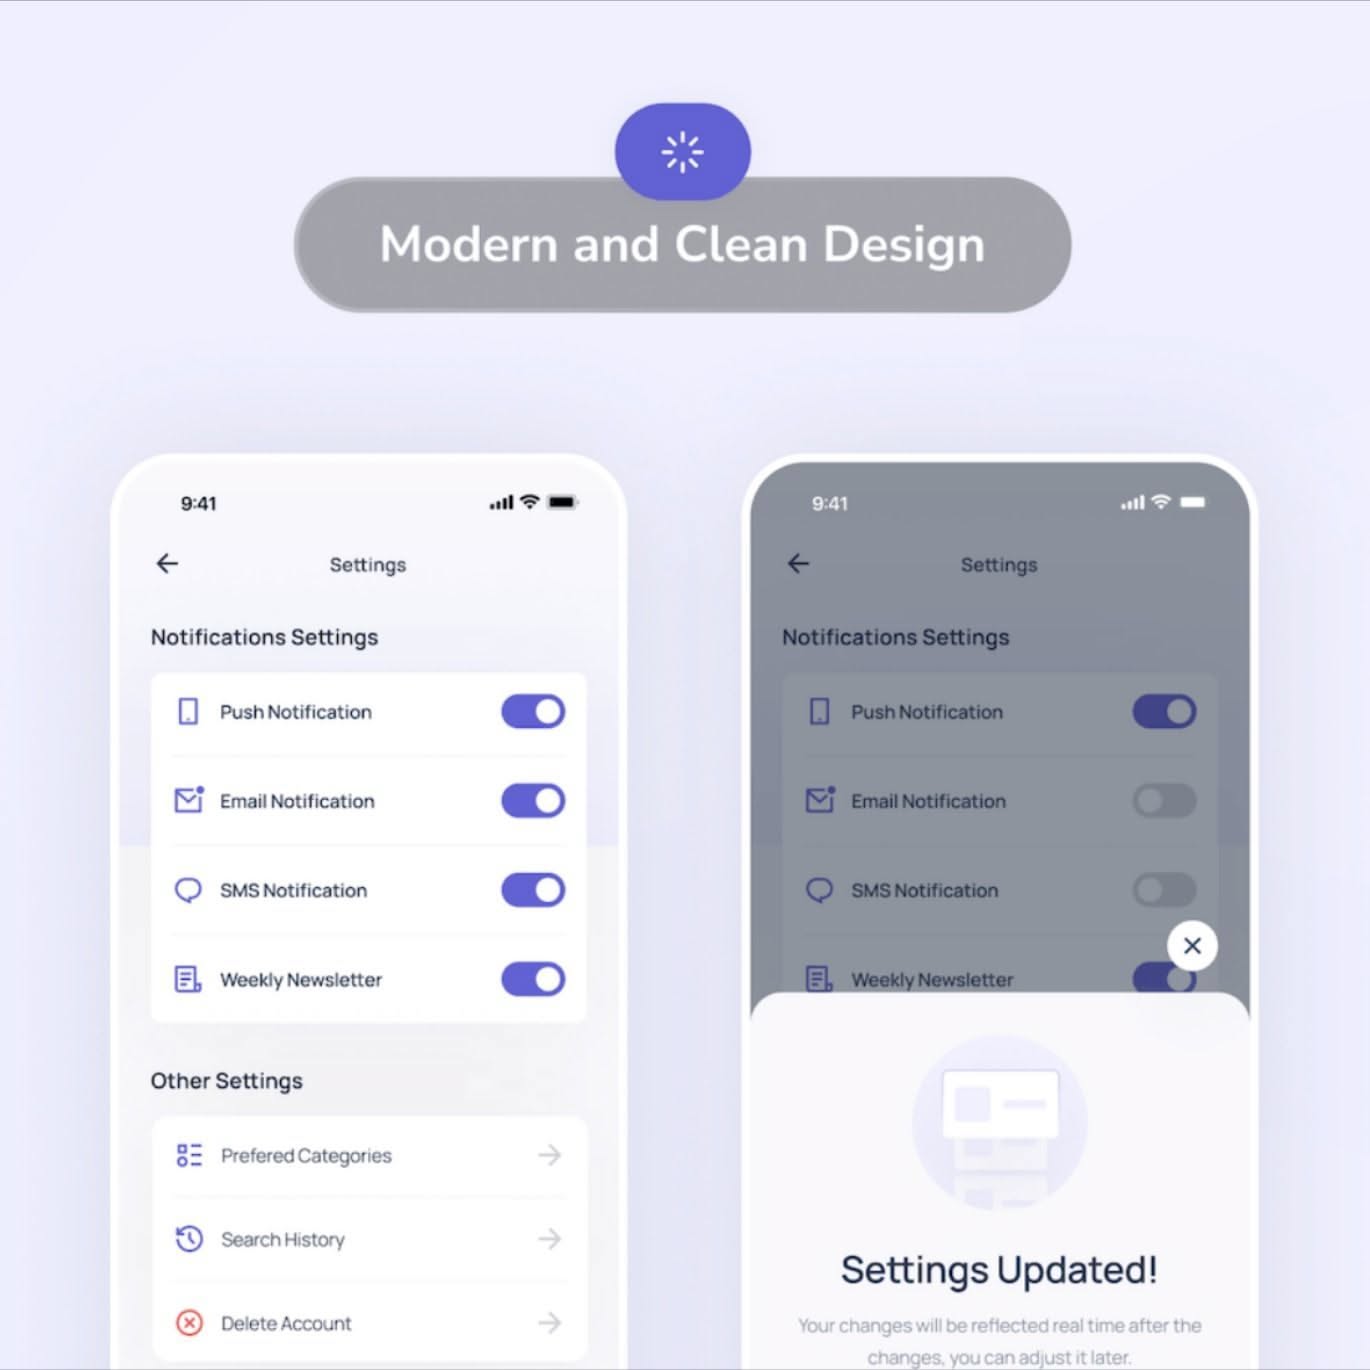 Modern and Clean Design
9:41
Settings
Notifications Settings
Push Notification
Email Notification
SMS Notification
Weekly Newsletter
Other Settings
Prefered Categories
Search History
Delete Account
9:41
Settings
Notifications Settings
Push Notification
Email Notification
SMS Notification
Weekly Newsletter
Settings Updated!
Your changes will be reflected real time after the
changes, you can adjust it later.